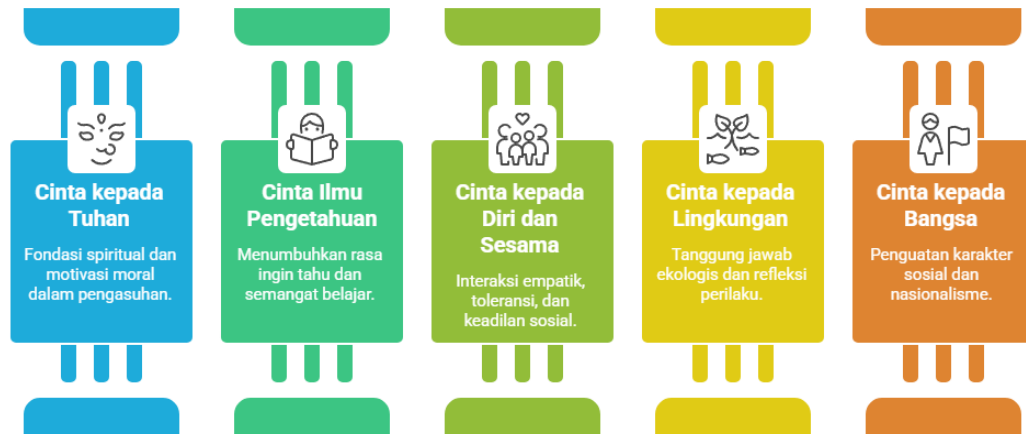 Cinta kepada
Tuhan
Fondasi spiritual dan
motivasi moral
dalam pengasuhan.
Cinta Ilmu
Pengetahuan
Menumbuhkan rasa
ingin tahu dan
semangat belajar.
Cinta kepada
Diri dan
Sesama
Interaksi empatik,
toleransi, dan
keadilan sosial.
Cinta kepada
Lingkungan
Tanggung jawab
ekologis dan refleksi
perilaku.
Cinta kepada
Bangsa
Penguatan karakter
sosial dan
nasionalisme.